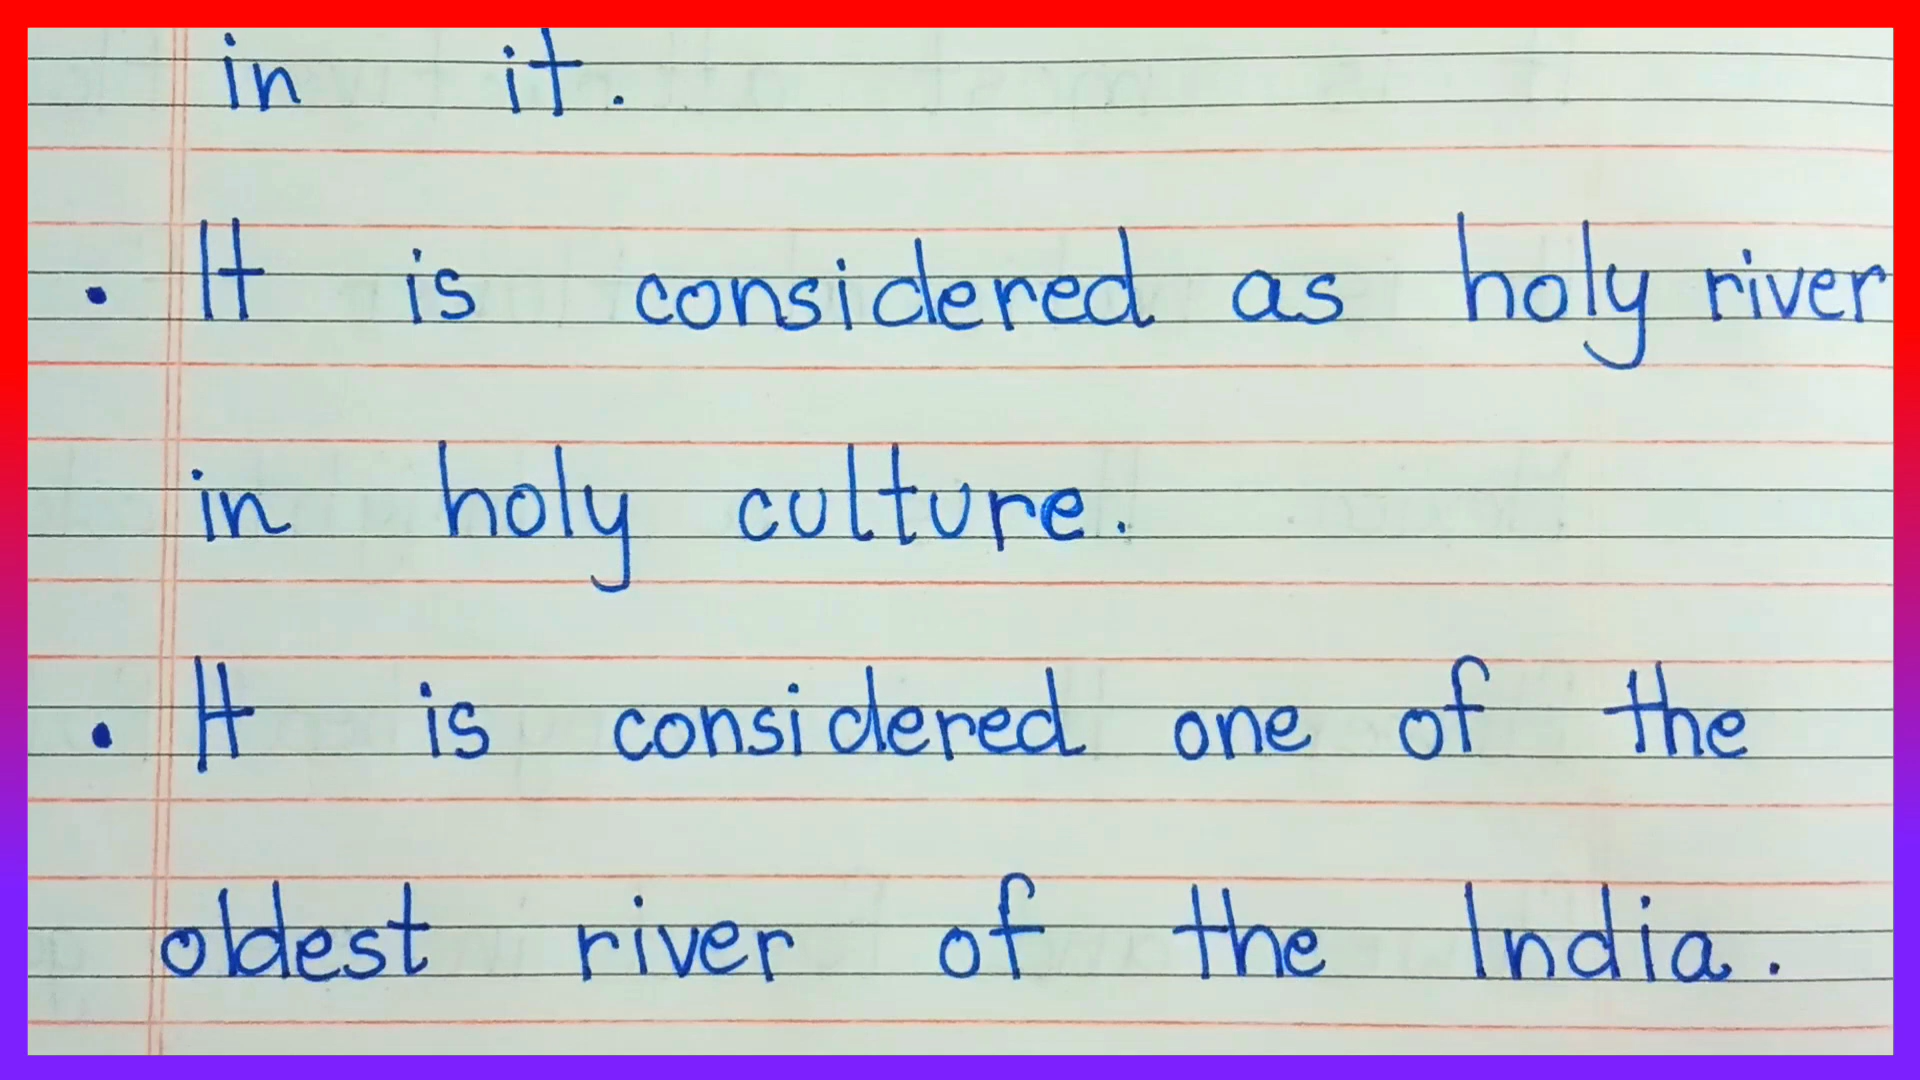 in it.
• It is considered as holy river
in holy culture.
• It is considered one of the
oldest river of the India.